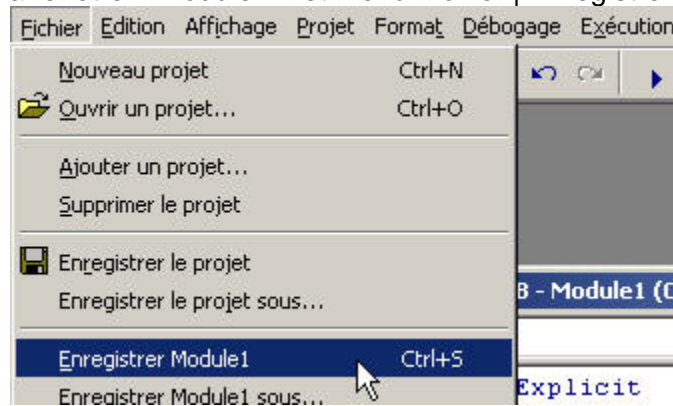 Fichier Edition Affichage Projet Format Débogage Exécution
Nouveau projet Ctrl+N
Ouvrir un projet... Ctrl+O
Ajouter un projet...
Supprimer le projet
Enregistrer le projet
Enregistrer le projet sous...
B - Module1 (C
Enregistrer Module1 Ctrl+S
Enregistrer Module1 sous...
Explicit